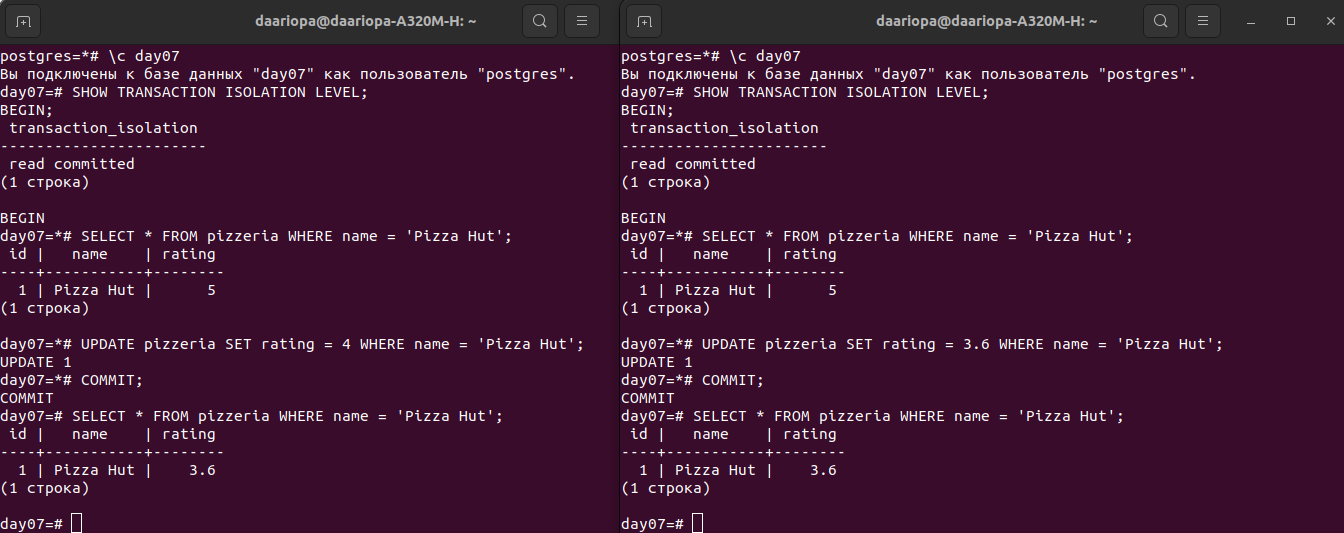 daariopa@daariopa-A320M-H: ~
postgres=*# \c day07
Вы подключены к базе данных "day07" как пользователь "postgres".
day07=# SHOW TRANSACTION ISOLATION LEVEL;
BEGIN;
 transaction_isolation
-----------------------
 read committed
(1 строка)

BEGIN
day07=*# SELECT * FROM pizzeria WHERE name = 'Pizza Hut';
 id |   name    | rating
----+-----------+--------
  1 | Pizza Hut |      5
(1 строка)

day07=*# UPDATE pizzeria SET rating = 4 WHERE name = 'Pizza Hut';
UPDATE 1
day07=*# COMMIT;
COMMIT
day07=# SELECT * FROM pizzeria WHERE name = 'Pizza Hut';
 id |   name    | rating
----+-----------+--------
  1 | Pizza Hut |    3.6
(1 строка)

day07=#
daariopa@daariopa-A320M-H: ~
postgres=*# \c day07
Вы подключены к базе данных "day07" как пользователь "postgres".
day07=# SHOW TRANSACTION ISOLATION LEVEL;
BEGIN;
 transaction_isolation
-----------------------
 read committed
(1 строка)

BEGIN
day07=*# SELECT * FROM pizzeria WHERE name = 'Pizza Hut';
 id |   name    | rating
----+-----------+--------
  1 | Pizza Hut |      5
(1 строка)

day07=*# UPDATE pizzeria SET rating = 3.6 WHERE name = 'Pizza Hut';
UPDATE 1
day07=*# COMMIT;
COMMIT
day07=# SELECT * FROM pizzeria WHERE name = 'Pizza Hut';
 id |   name    | rating
----+-----------+--------
  1 | Pizza Hut |    3.6
(1 строка)

day07=#